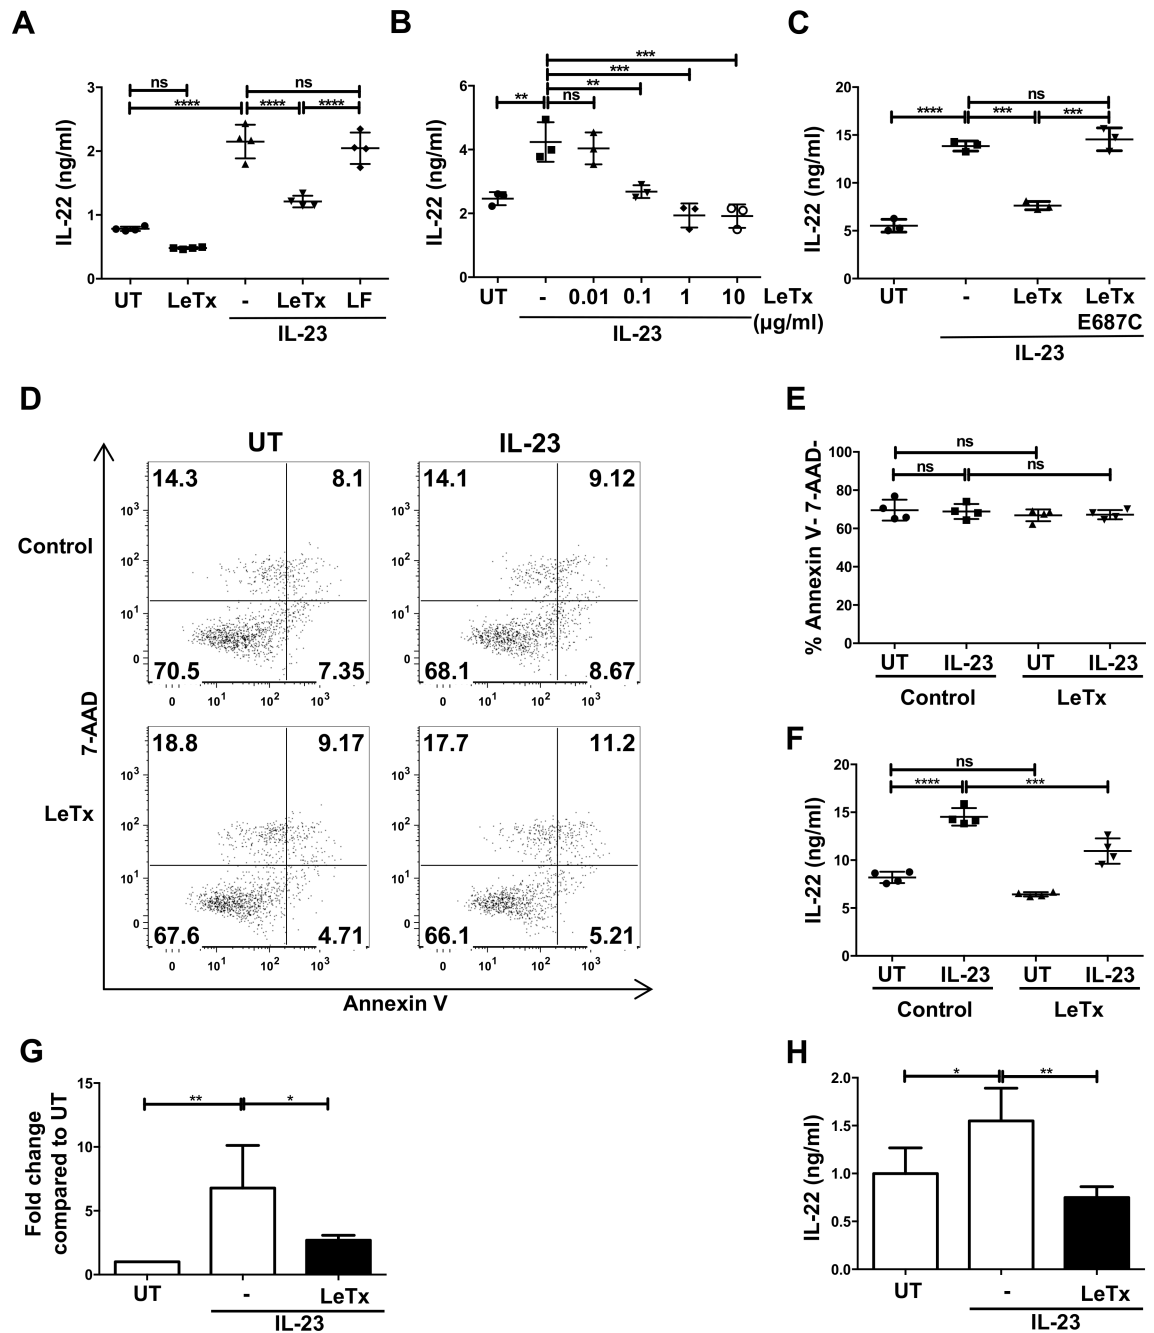 A
IL-22 (ng/ml)
3
2
1
0
ns
ns
****
****
****
UT
LeTx
-
LeTx
LF
IL-23
B
IL-22 (ng/ml)
6
4
2
0
***
***
**
**
ns
UT
-
0.01
0.1
1
10
LeTx
(µg/ml)
IL-23
C
IL-22 (ng/ml)
20
15
10
5
0
ns
****
***
***
UT
-
LeTx
LeTx
E687C
IL-23
D
UT
IL-23
Control
LeTx
7-AAD
Annexin V
14.3
8.1
70.5
7.35
10³
10²
10¹
0
0
10¹
10²
10³
14.1
9.12
68.1
8.67
10³
10²
10¹
0
0
10¹
10²
10³
18.8
9.17
67.6
4.71
10³
10²
10¹
0
0
10¹
10²
10³
17.7
11.2
66.1
5.21
10³
10²
10¹
0
0
10¹
10²
10³
E
% Annexin V- 7-AAD-
100
80
60
40
20
0
ns
ns
ns
UT
IL-23
UT
IL-23
Control
LeTx
F
IL-22 (ng/ml)
20
15
10
5
0
ns
****
***
UT
IL-23
UT
IL-23
Control
LeTx
G
Fold change
compared to UT
15
10
5
0
**
*
UT
-
LeTx
IL-23
H
IL-22 (ng/ml)
2.0
1.5
1.0
0.5
0.0
*
**
UT
-
LeTx
IL-23